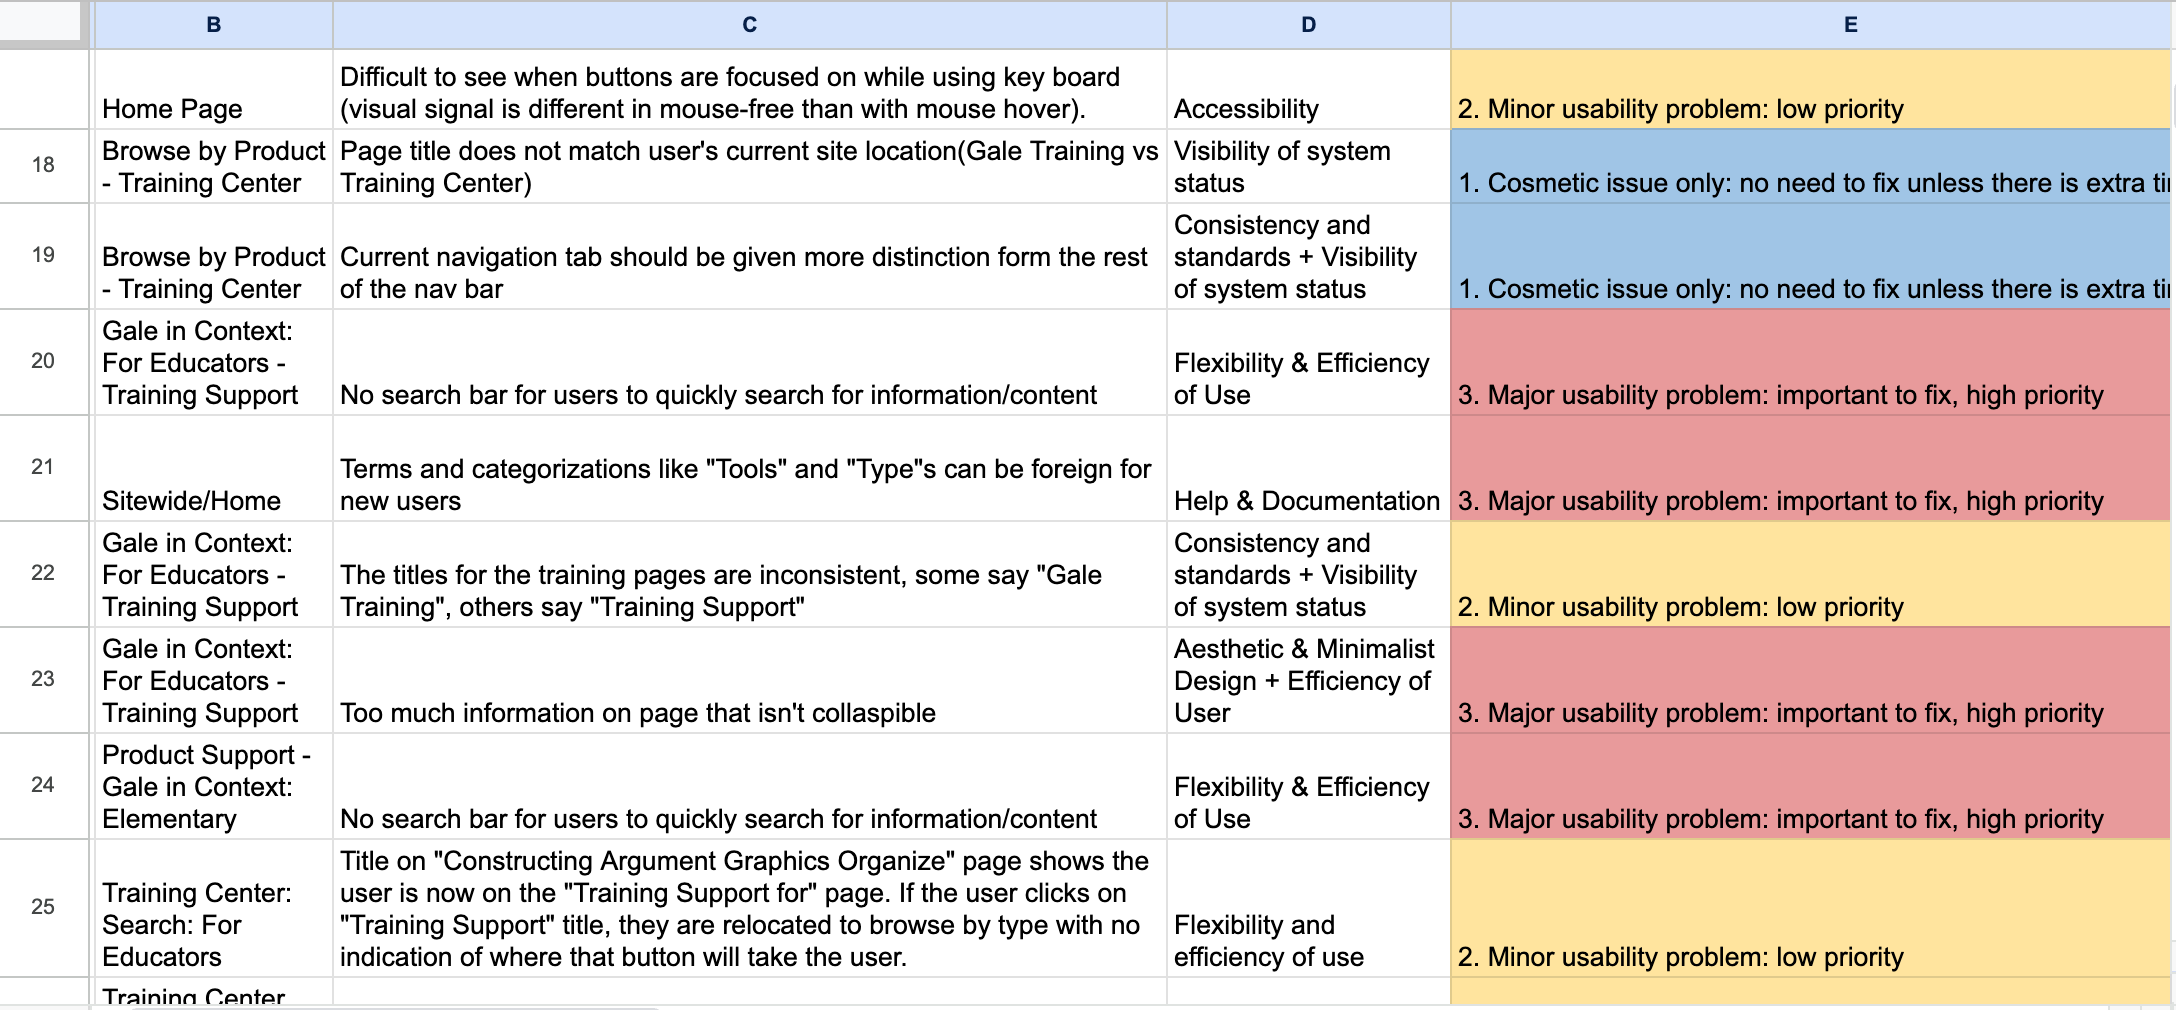 B C D E
Home Page
Difficult to see when buttons are focused on while using key board
(visual signal is different in mouse-free than with mouse hover).
Accessibility
2. Minor usability problem: low priority
18
Browse by Product
- Training Center
Page title does not match user's current site location(Gale Training vs
Training Center)
Visibility of system
status
1. Cosmetic issue only: no need to fix unless there is extra
19
Browse by Product
- Training Center
Current navigation tab should be given more distinction form the rest
of the nav bar
Consistency and
standards + Visibility
of system status
1. Cosmetic issue only: no need to fix unless there is extra
20
Gale in Context:
For Educators -
Training Support
No search bar for users to quickly search for information/content
Flexibility & Efficiency
of Use
3. Major usability problem: important to fix, high priority
21
Sitewide/Home
Terms and categorizations like "Tools" and "Type"s can be foreign for
new users
Help & Documentation
3. Major usability problem: important to fix, high priority
22
Gale in Context:
For Educators -
Training Support
The titles for the training pages are inconsistent, some say "Gale
Training", others say "Training Support"
Consistency and
standards + Visibility
of system status
2. Minor usability problem: low priority
23
Gale in Context:
For Educators -
Training Support
Too much information on page that isn't collaspible
Aesthetic & Minimalist
Design + Efficiency of
User
3. Major usability problem: important to fix, high priority
24
Product Support -
Gale in Context:
Elementary
No search bar for users to quickly search for information/content
Flexibility & Efficiency
of Use
3. Major usability problem: important to fix, high priority
25
Training Center:
Search: For
Educators
Title on "Constructing Argument Graphics Organize" page shows the
user is now on the "Training Support for" page. If the user clicks on
"Training Support" title, they are relocated to browse by type with no
indication of where that button will take the user.
Flexibility and
efficiency of use
2. Minor usability problem: low priority
Training Center